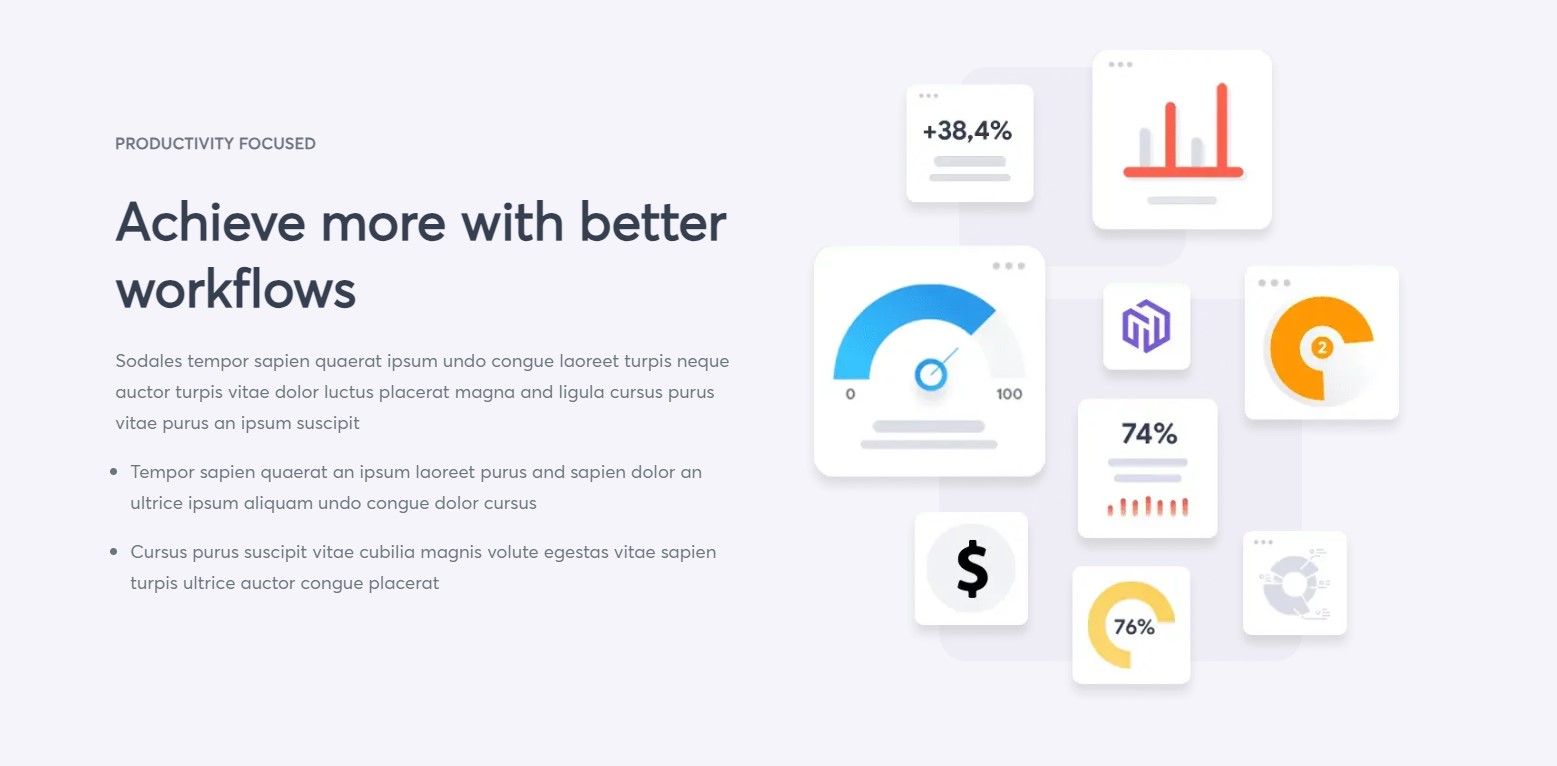 PRODUCTIVITY FOCUSED
Achieve more with better
workflows
Sodales tempor sapien quaerat ipsum undo congue laoreet turpis neque
auctor turpis vitae dolor luctus placerat magna and ligula cursus purus
vitae purus an ipsum suscipit
• Tempor sapien quaerat an ipsum laoreet purus and sapien dolor an
ultrice ipsum aliquam undo congue dolor cursus
• Cursus purus suscipit vitae cubilia magnis volute egestas vitae sapien
turpis ultrice auctor congue placerat
+38,4%
0 100
2
74%
$
76%